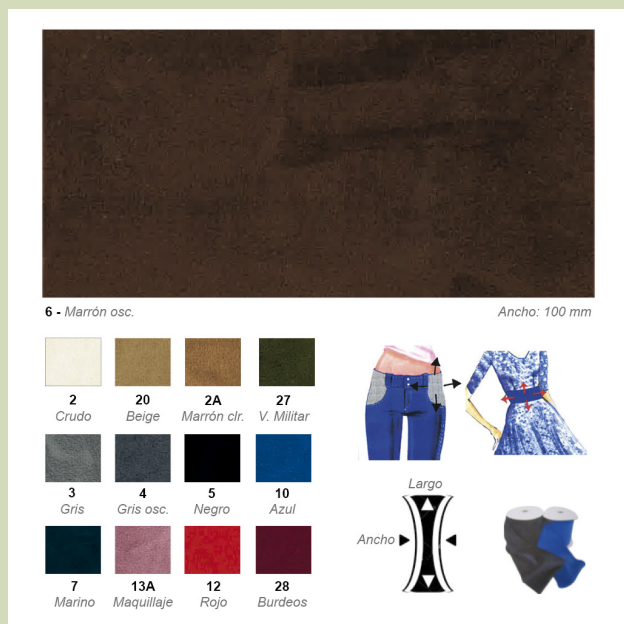 6 - Marrón osc.
Ancho: 100 mm
2
20
2A
27
Crudo
Beige
Marrón clr.
V. Militar
3
4
5
10
Gris
Gris osc.
Negro
Azul
7
13A
12
28
Marino
Maquillaje
Rojo
Burdeos
Largo
Ancho